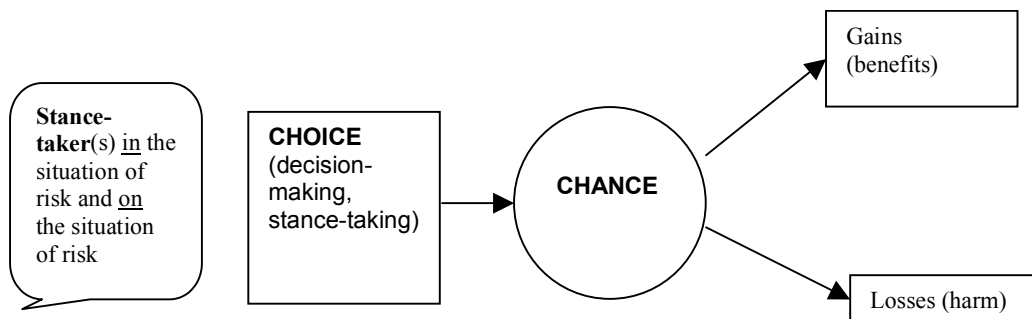 Stance-
taker(s) in the
situation of
risk and on
the situation
of risk
CHOICE
(decision-
making,
stance-taking)
CHANCE
Gains
(benefits)
Losses (harm)